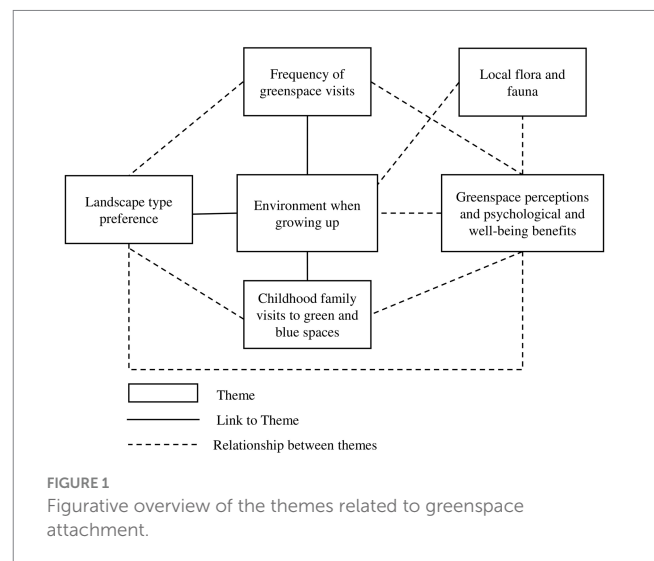 Frequency of
greenspace visits
Local flora and
fauna
Landscape type
preference
Environment when
growing up
Greenspace perceptions
and psychological and
well-being benefits
Childhood family
visits to green and
blue spaces
Theme
Link to Theme
Relationship between themes
FIGURE 1
Figurative overview of the themes related to greenspace
attachment.